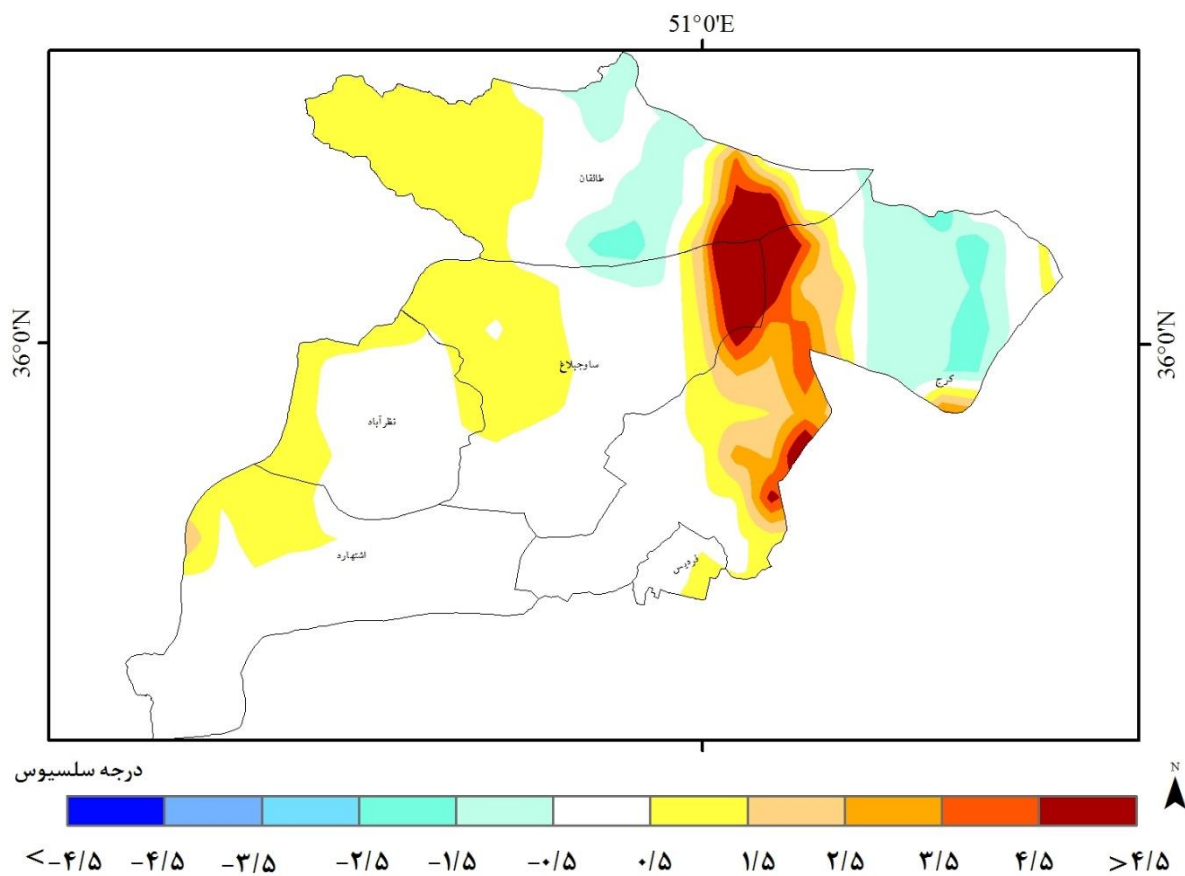 51°0'E
طالقان
36°0'N
36°0'N
ساوجبلاغ
کرج
نظرآباد
اشتهارد
فردیس
درجه سلسیوس
N
<-۴/۵ -۴/۵ -۳/۵ -۲/۵ -۱/۵ -۰/۵ ۰/۵ ۱/۵ ۲/۵ ۳/۵ ۴/۵ >۴/۵